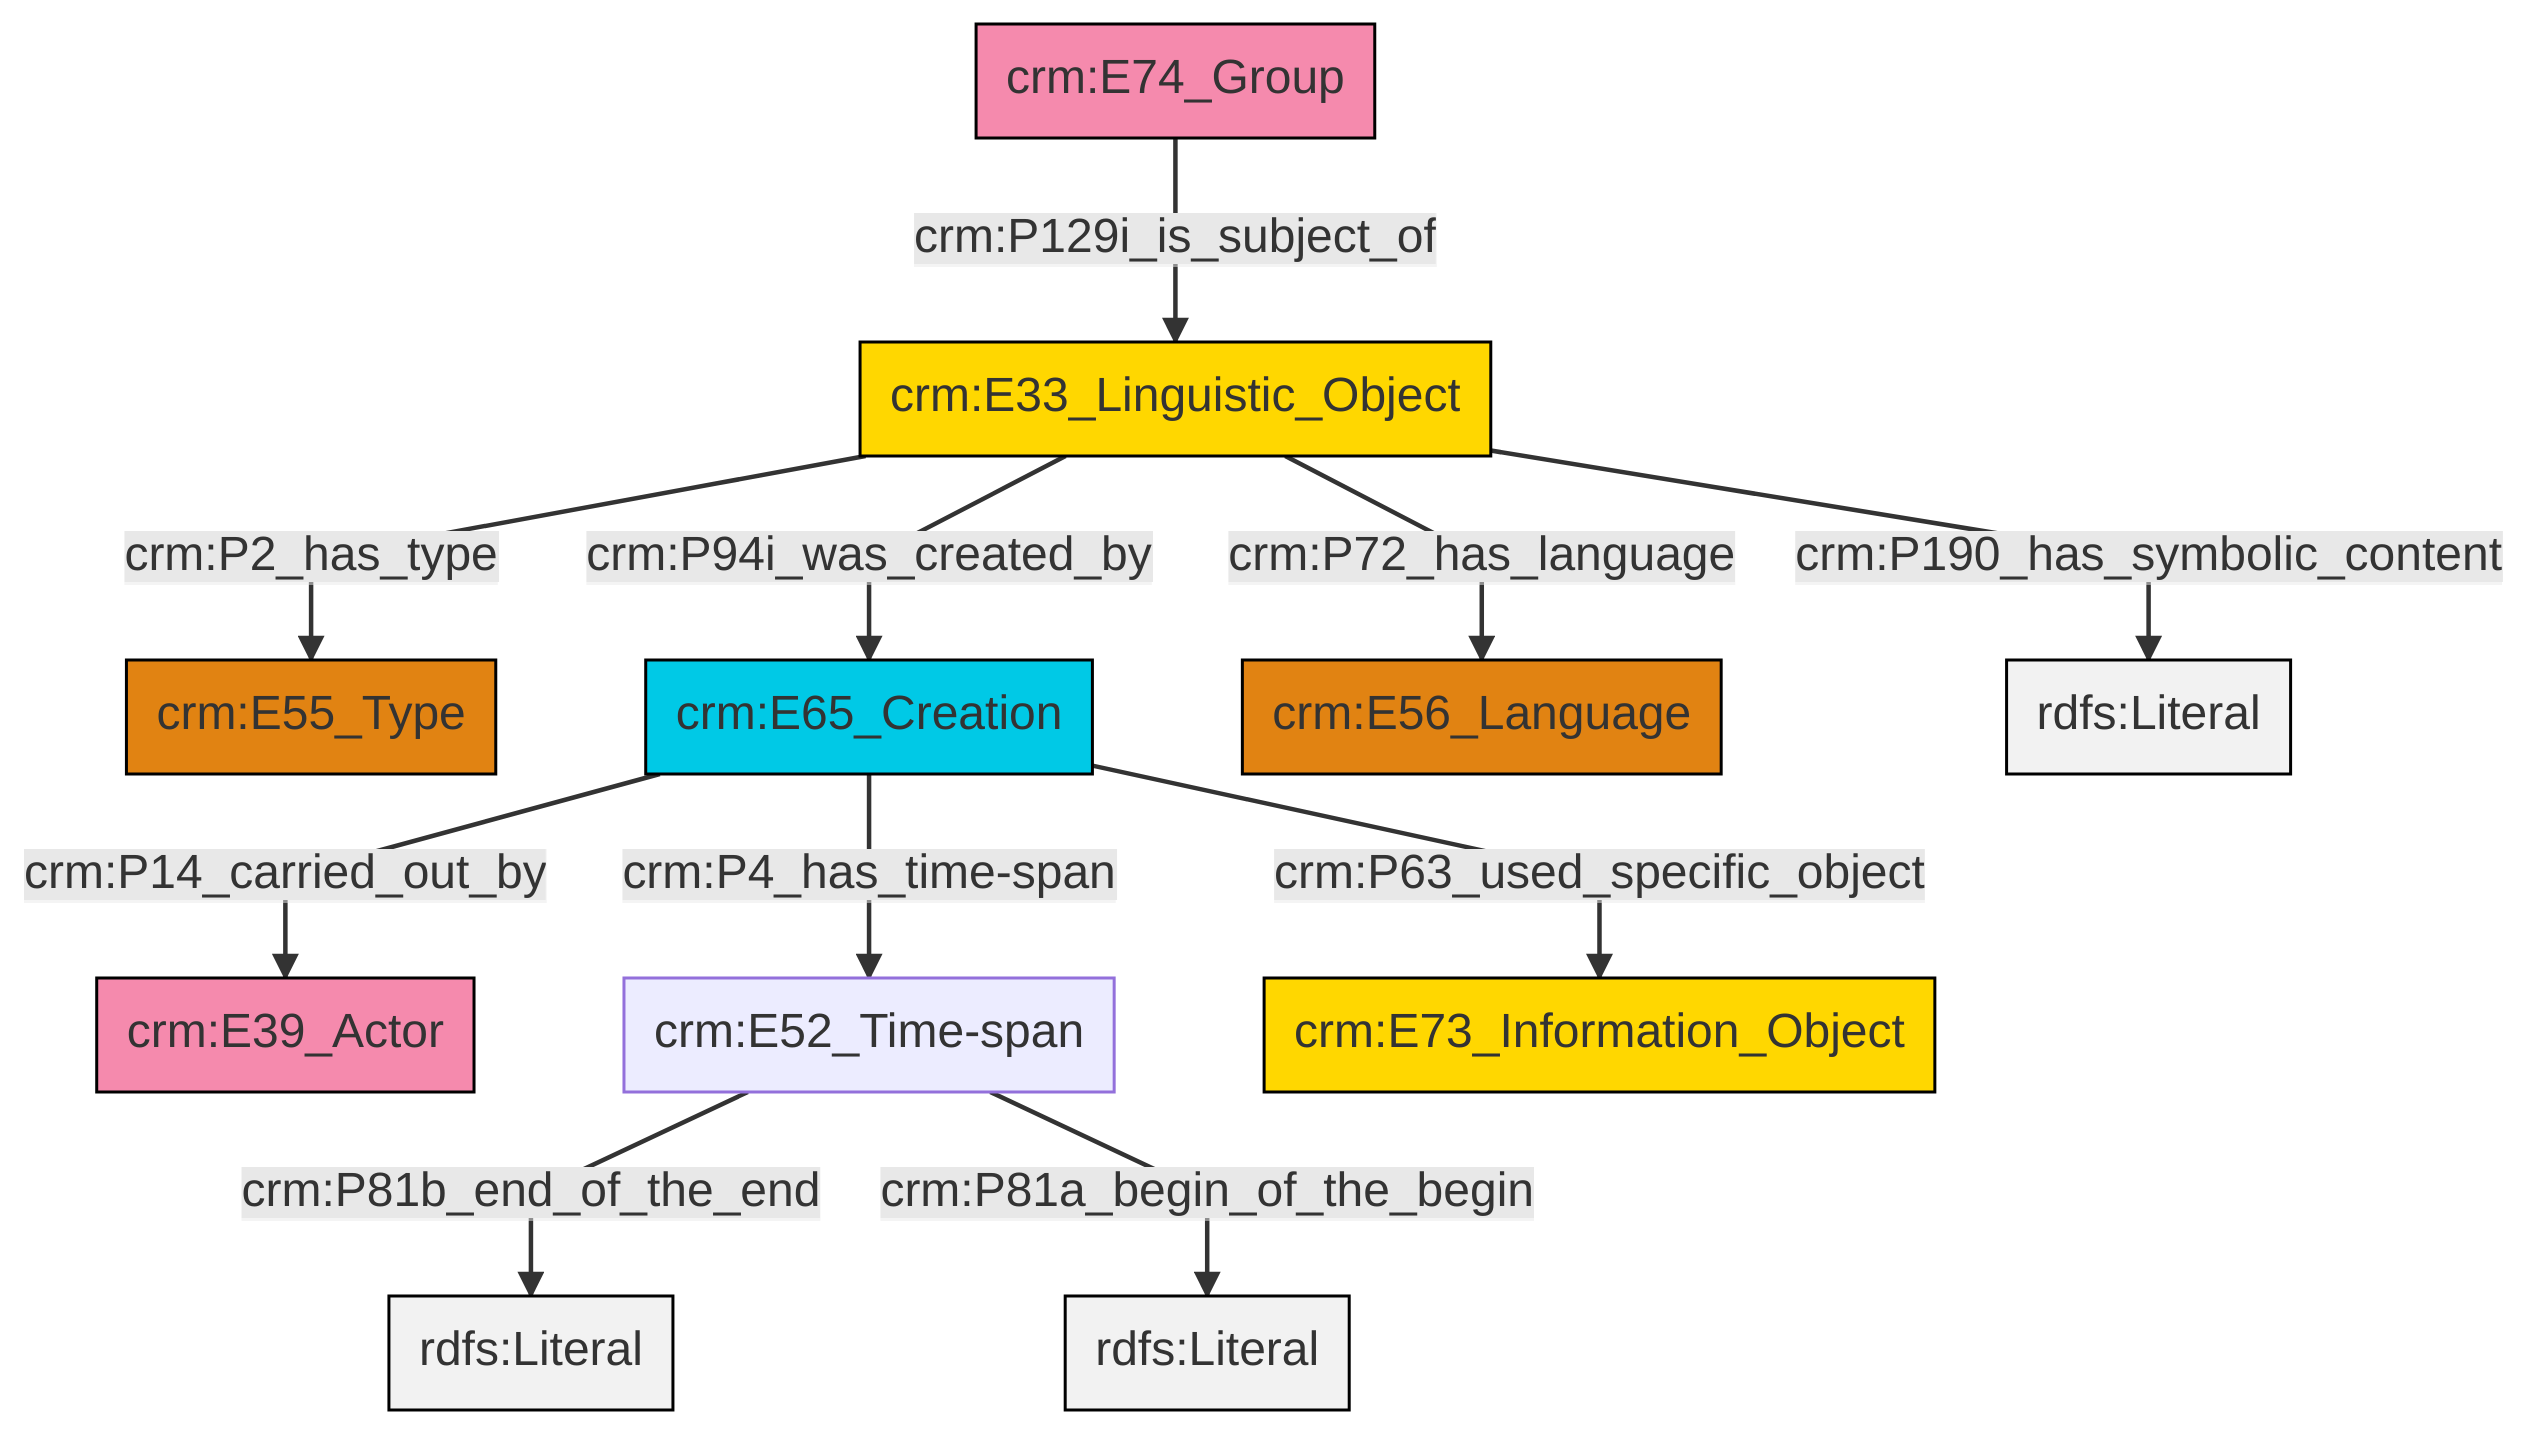 crm:E74_Group
crm:P129i_is_subject_of
crm:E33_Linguistic_Object
crm:P2_has_type
crm:P94i_was_created_by
crm:P72_has_language
crm:P190_has_symbolic_content
crm:E55_Type
crm:E65_Creation
crm:E56_Language
rdfs:Literal
crm:P14_carried_out_by
crm:P4_has_time-span
crm:P63_used_specific_object
crm:E39_Actor
crm:E52_Time-span
crm:E73_Information_Object
crm:P81b_end_of_the_end
crm:P81a_begin_of_the_begin
rdfs:Literal
rdfs:Literal